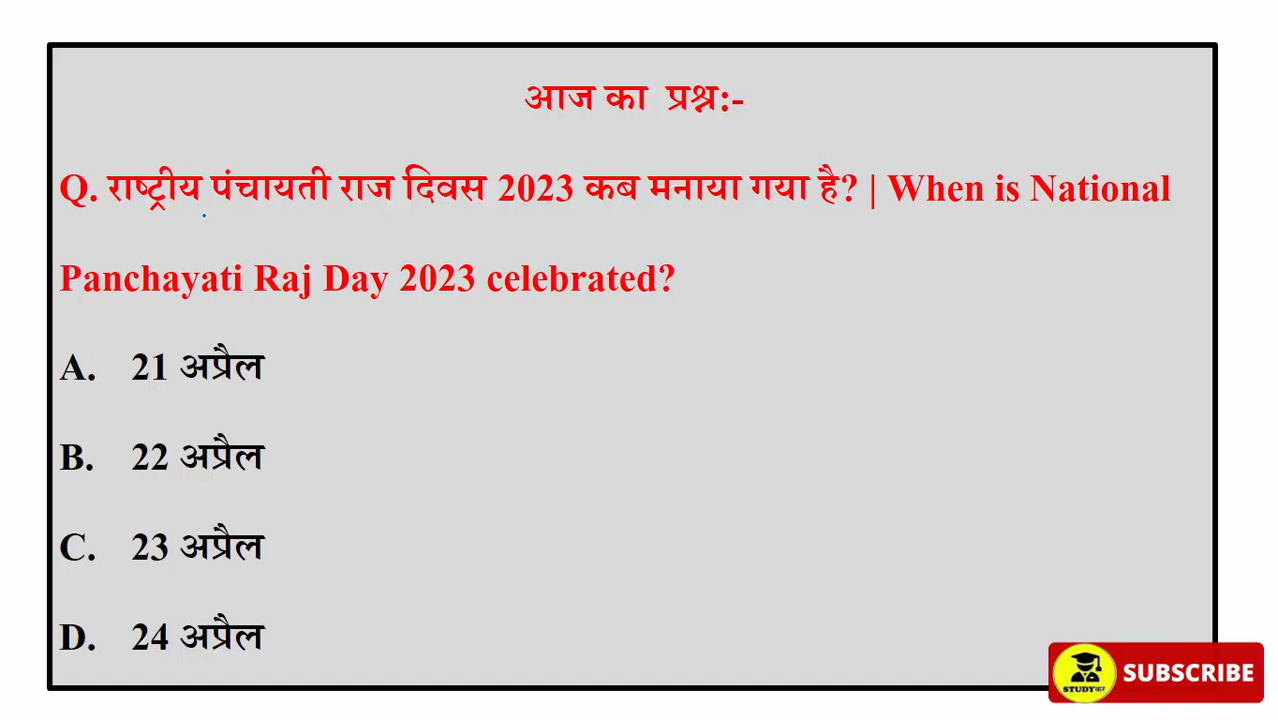 आज का प्रश्न:-
Q. राष्ट्रीय पंचायती राज दिवस 2023 कब मनाया गया है? | When is National
Panchayati Raj Day 2023 celebrated?
A. 21 अप्रैल
B. 22 अप्रैल
C. 23 अप्रैल
D. 24 अप्रैल
STUDYकर
SUBSCRIBE